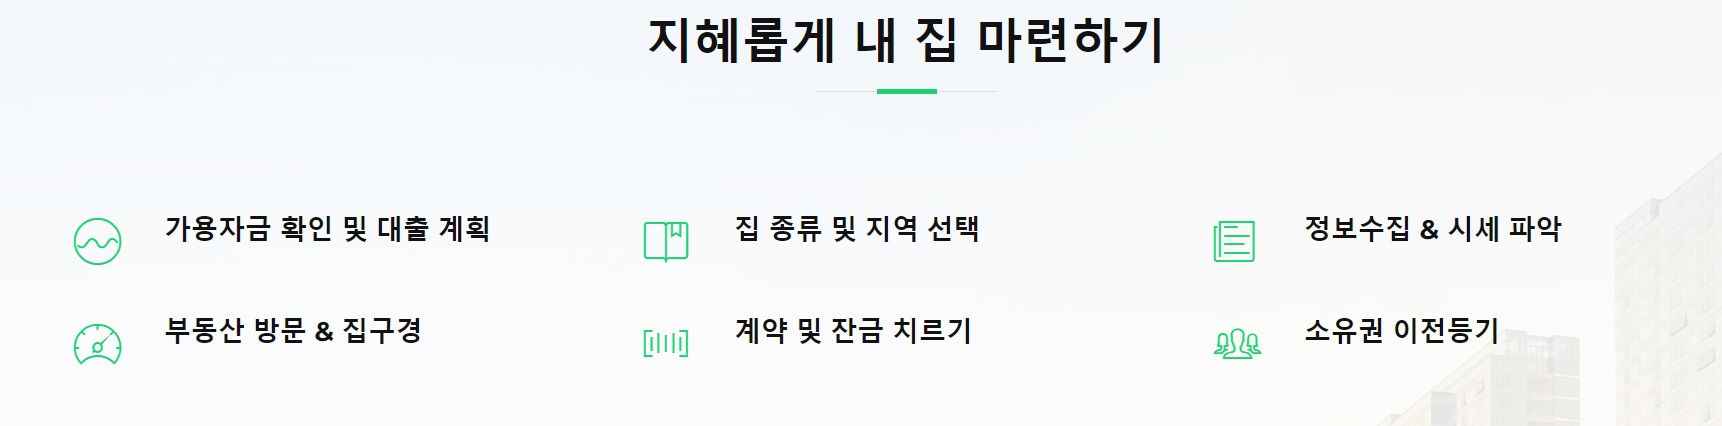 지혜롭게 내 집 마련하기
가용자금 확인 및 대출 계획
집 종류 및 지역 선택
정보수집 & 시세 파악
부동산 방문 & 집구경
계약 및 잔금 치르기
소유권 이전등기